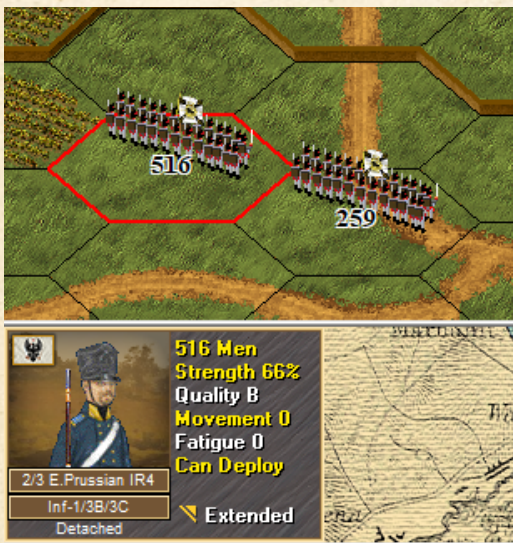 516
259
516 Men
Strength 66%
Quality B
Movement 0
Fatigue 0
Can Deploy
2/3 E.Prussian IR4
Inf-1/3B/3C
Detached
Extended